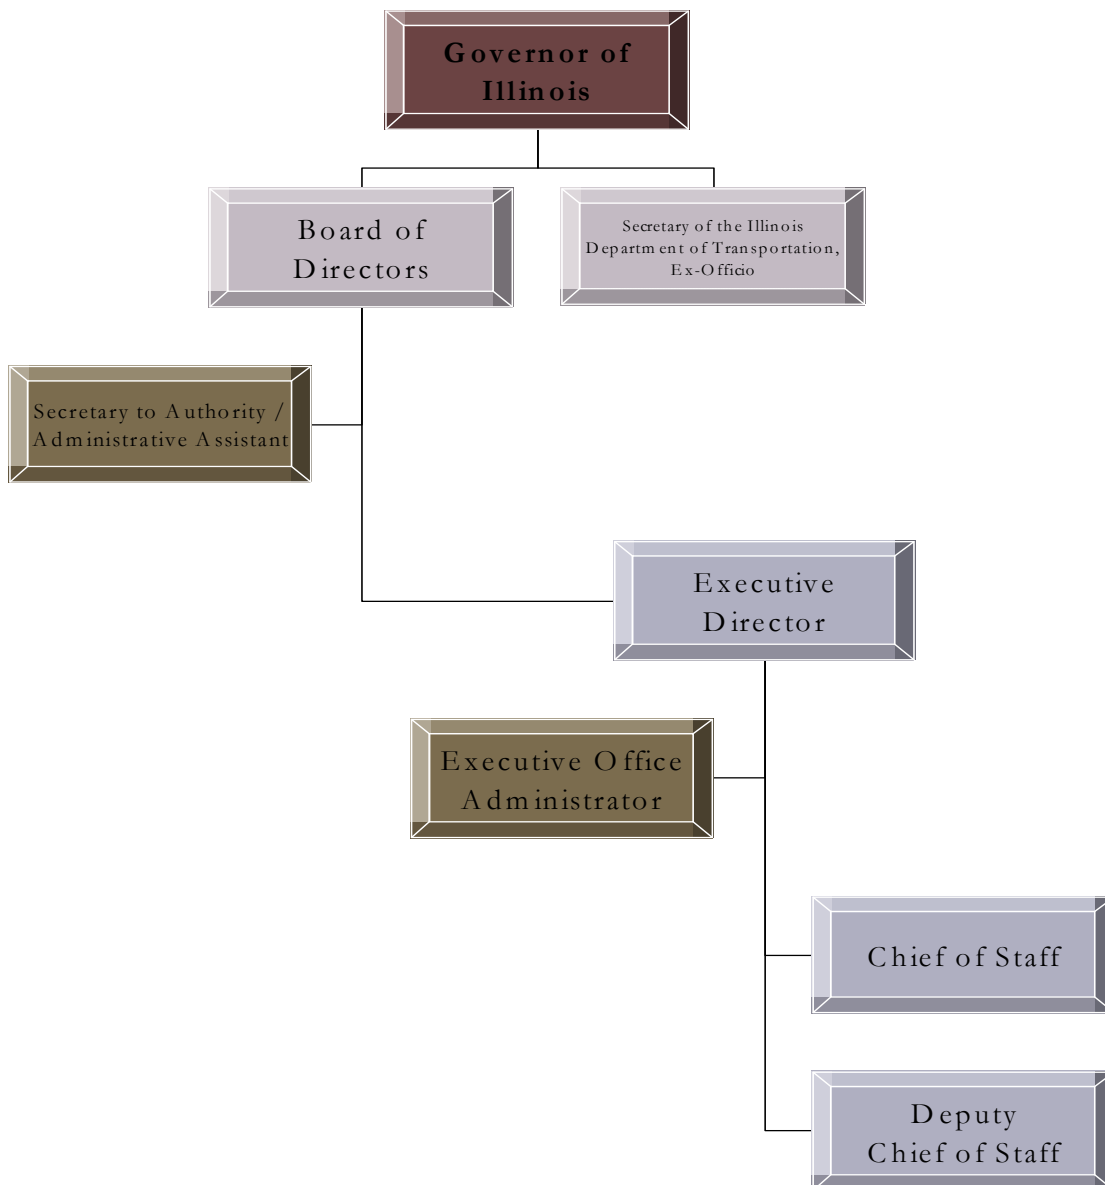 Governor of
Illinois
Board of
Directors
Secretary of the Illinois
Department of Transportation,
Ex-Officio
Secretary to Authority /
Administrative Assistant
Executive
Director
Executive Office
Administrator
Chief of Staff
Deputy
Chief of Staff